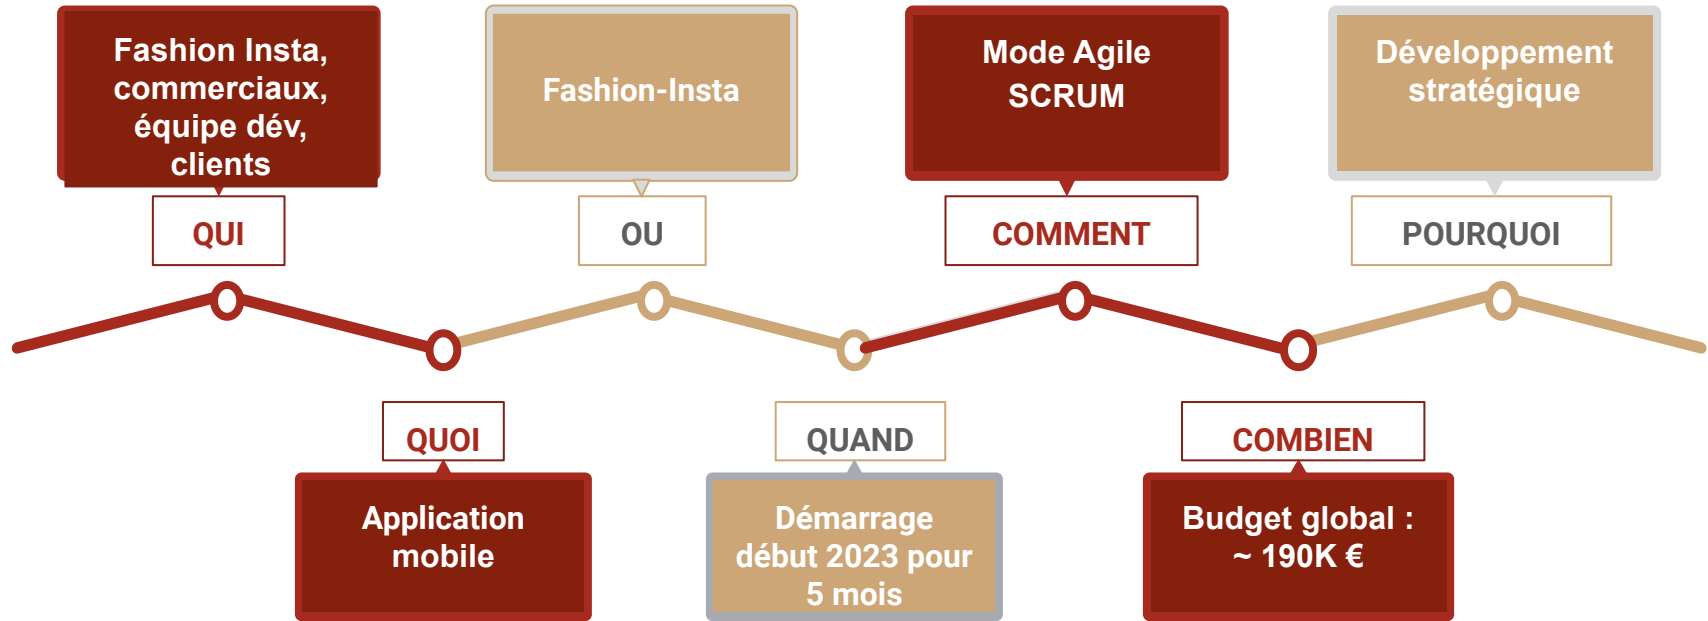 Fashion Insta,
commerciaux,
équipe dév,
clients
QUI
Fashion-Insta
OU
Mode Agile
SCRUM
COMMENT
Développement
stratégique
POURQUOI
QUOI
Application
mobile
QUAND
Démarrage
début 2023 pour
5 mois
COMBIEN
Budget global :
~ 190K €